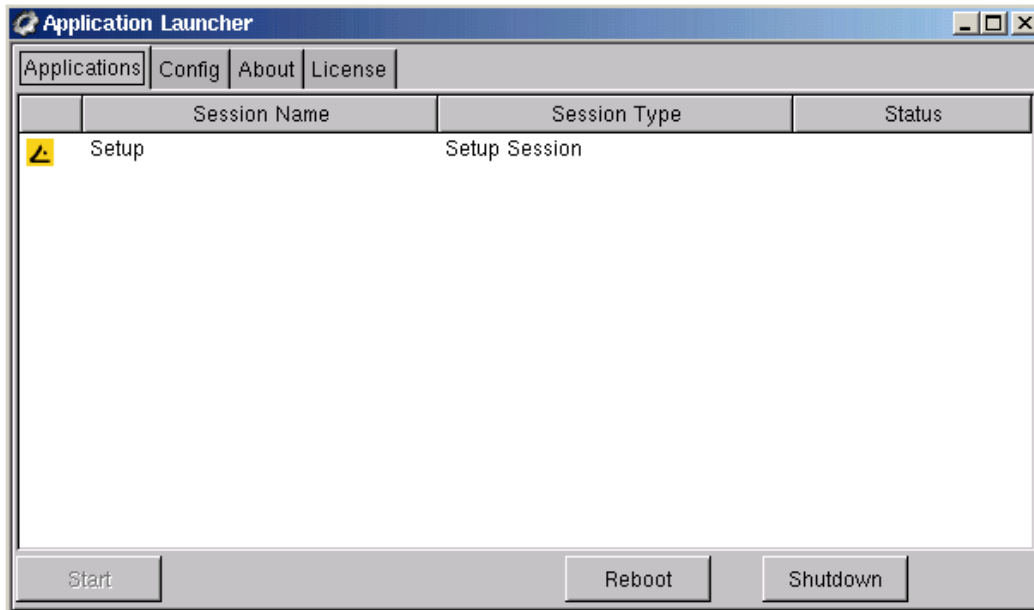 Application Launcher
Applications Config About License
Session Name Session Type Status
Setup Setup Session
Start Reboot Shutdown